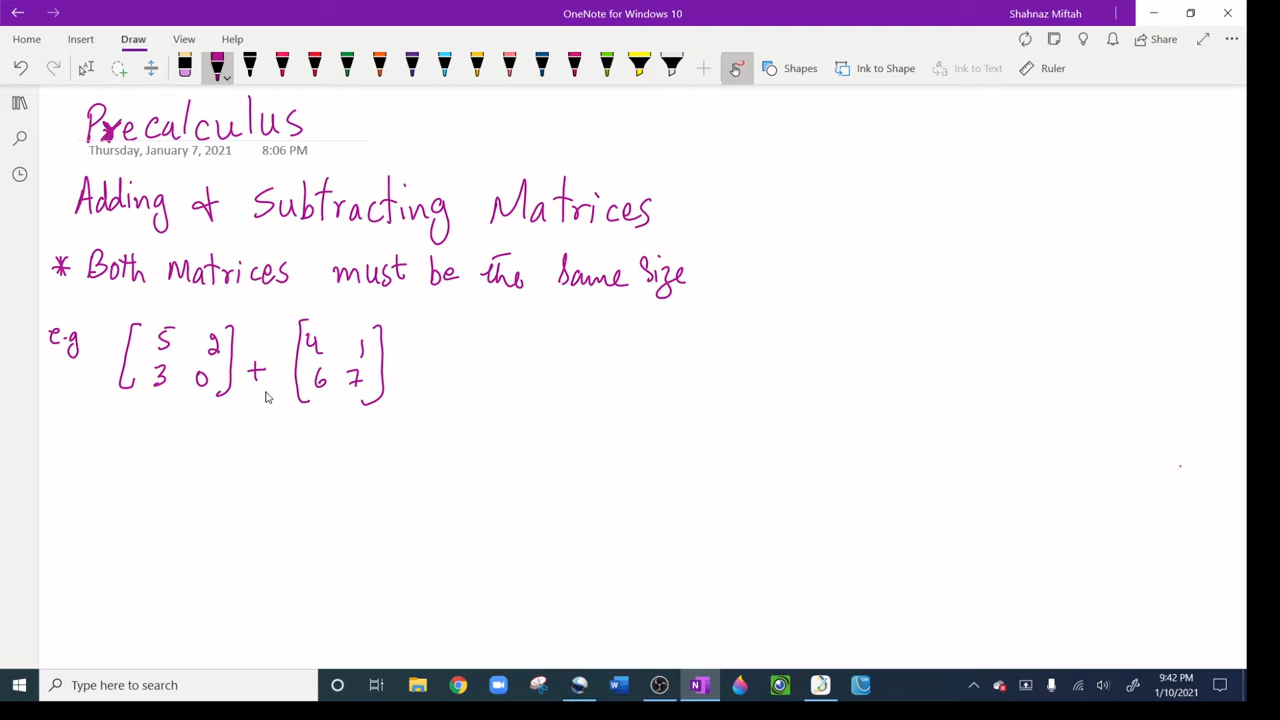 OneNote for Windows 10
Shahnaz Miftah
Home Insert Draw View Help
Share
Shapes Ink to Shape Ink to Text Ruler
Precalculus
Thursday, January 7, 2021 8:06 PM
Adding & Subtracting Matrices
* Both Matrices must be the same size
e.g [ 5 2 ] + [ 4 1 ]
[ 3 0 ] [ 6 7 ]
Type here to search
9:42 PM
1/10/2021